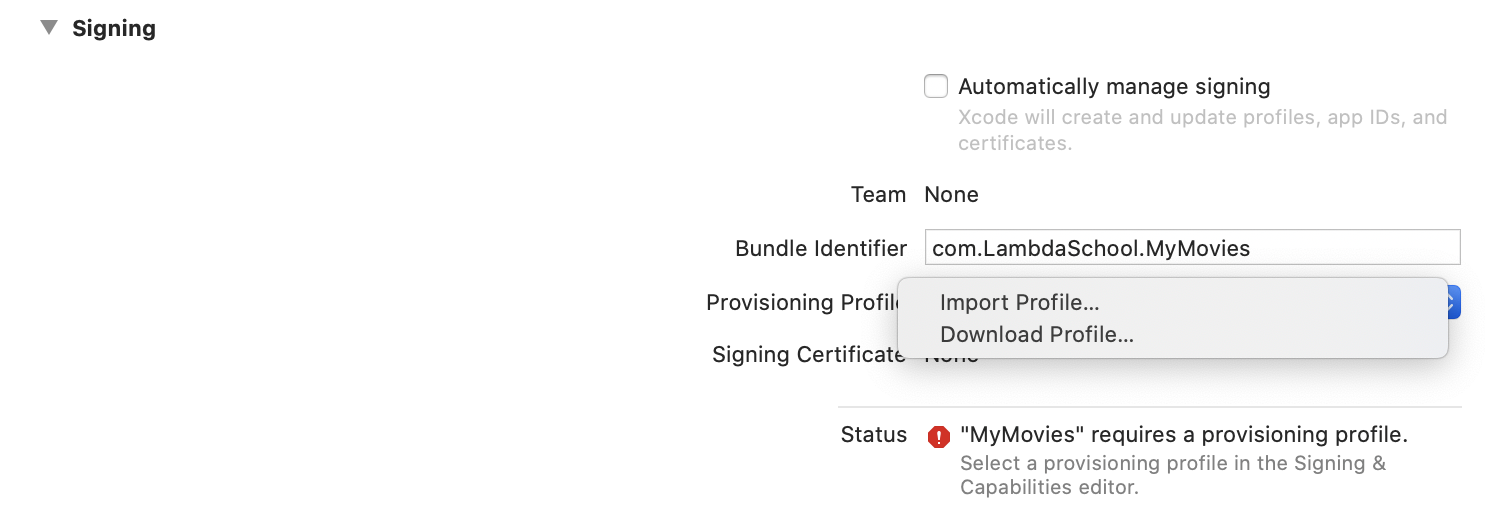 Signing
Automatically manage signing
Xcode will create and update profiles, app IDs, and
certificates.
Team None
Bundle Identifier com.LambdaSchool.MyMovies
Provisioning Profile
Import Profile...
Download Profile...
Signing Certificate None
Status "MyMovies" requires a provisioning profile.
Select a provisioning profile in the Signing &
Capabilities editor.